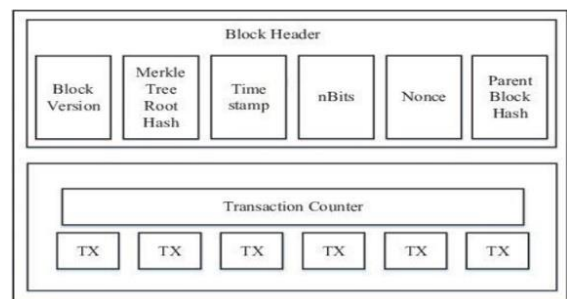 Block Header
Block
Version
Merkle
Tree
Root
Hash
Time
stamp
nBits
Nonce
Parent
Block
Hash
Transaction Counter
TX TX TX TX TX TX